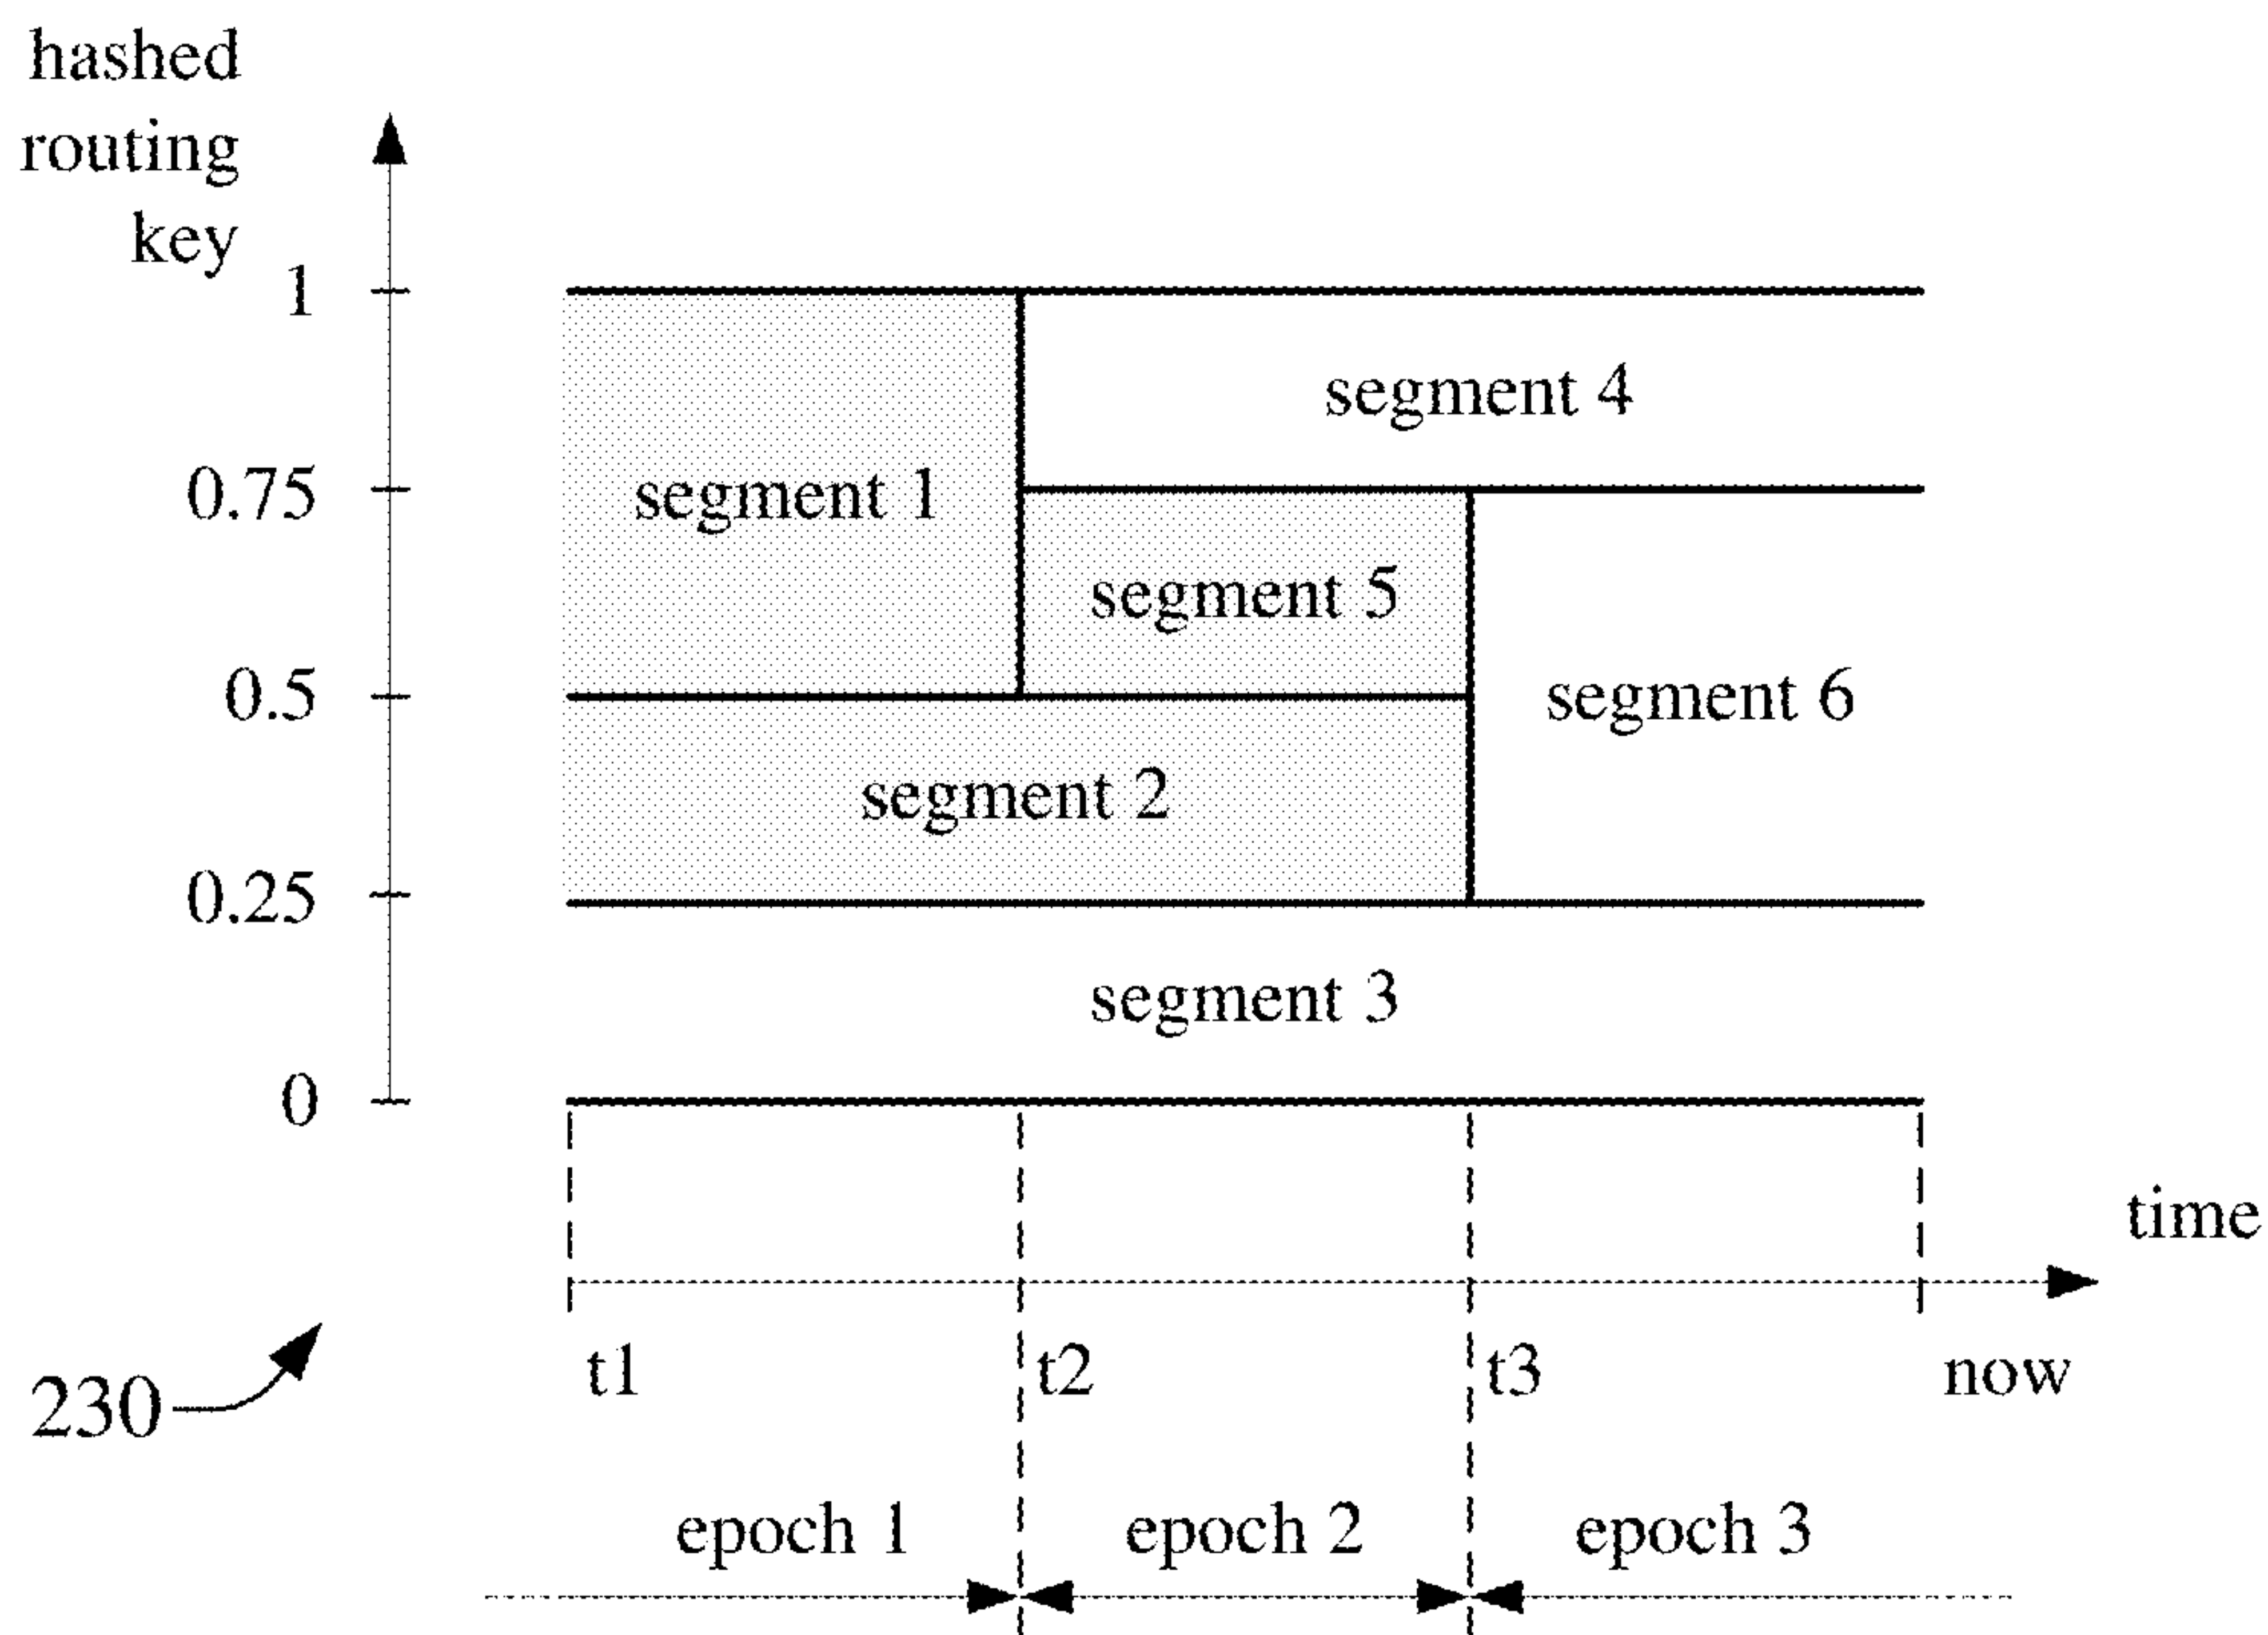 hashed
routing
key
1
segment 4
0.75
segment 1
segment 5
0.5
segment 6
segment 2
0.25
segment 3
0
time
t1
t2
t3
now
230
epoch 1
epoch 2
epoch 3